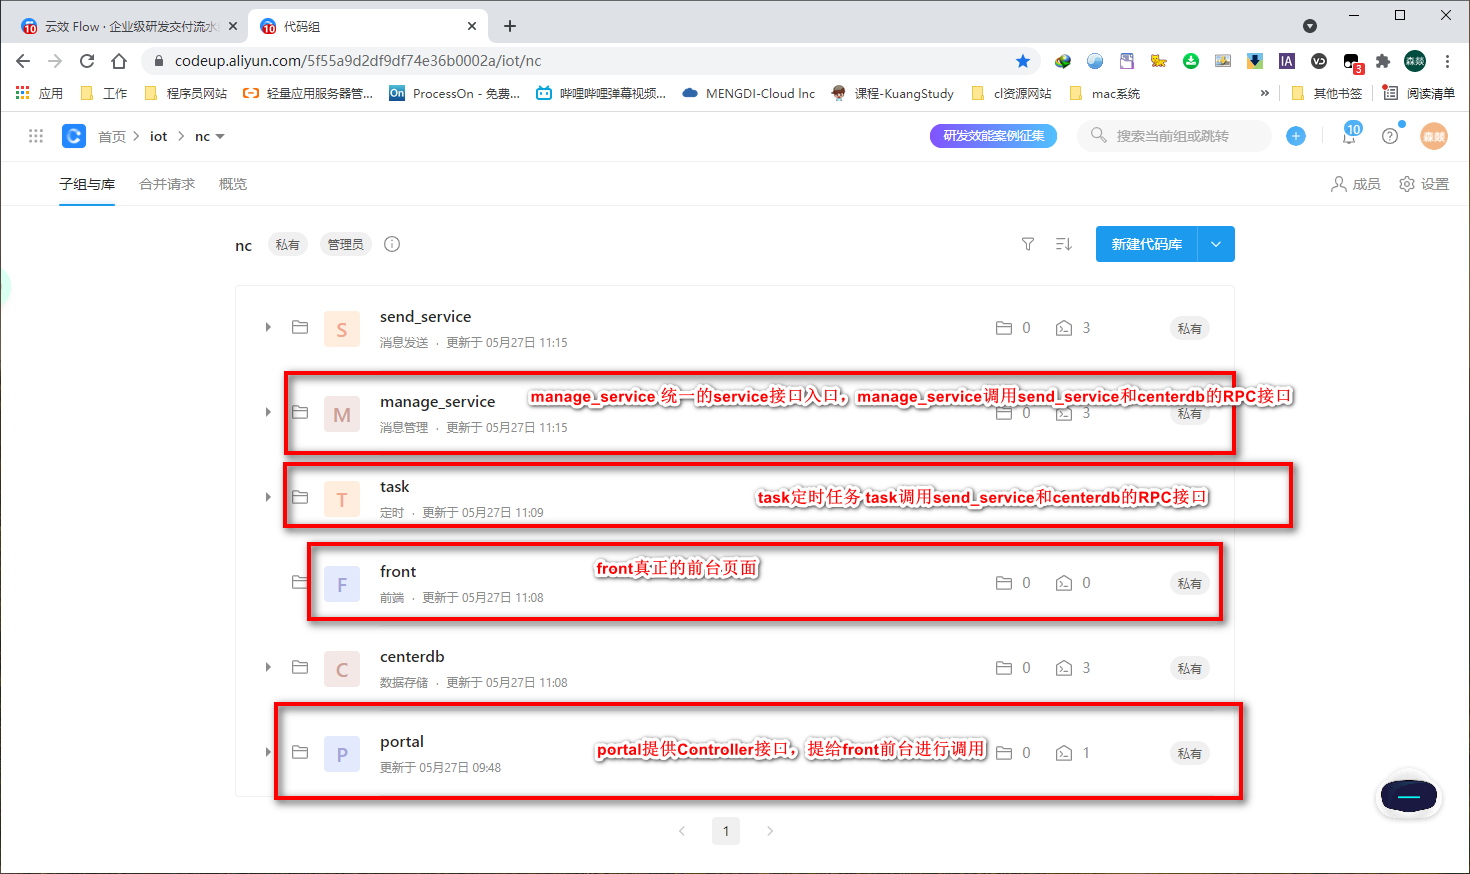 云效 Flow · 企业级研发交付流水
代码组
codeup.aliyun.com/5f55a9d2df9df74e36b0002a/iot/nc
IA
3
森燚
应用
工作
程序员网站
轻量应用服务器管...
On
ProcessOn - 免费...
哔哩哔哩弹幕视频...
MENGDI-Cloud Inc
课程-KuangStudy
cl资源网站
mac系统
»
其他书签
阅读清单
首页 > iot > nc
研发效能案例征集
搜索当前组或跳转
10
森燚
子组与库
合并请求
概览
成员
设置
nc
私有
管理员
新建代码库
S
send_service
消息发送 · 更新于 05月27日 11:15
0
3
私有
manage_service 统一的service接口入口，manage_service调用send_service和centerdb的RPC接口
M
manage_service
消息管理 · 更新于 05月27日 11:15
0
3
私有
T
task
定时 · 更新于 05月27日 11:09
task定时任务 task调用send_service和centerdb的RPC接口
F
front
前端 · 更新于 05月27日 11:08
front真正的前台页面
0
0
私有
C
centerdb
数据存储 · 更新于 05月27日 11:08
0
3
私有
P
portal
更新于 05月27日 09:48
portal提供Controller接口，提给front前台进行调用
0
1
私有
1